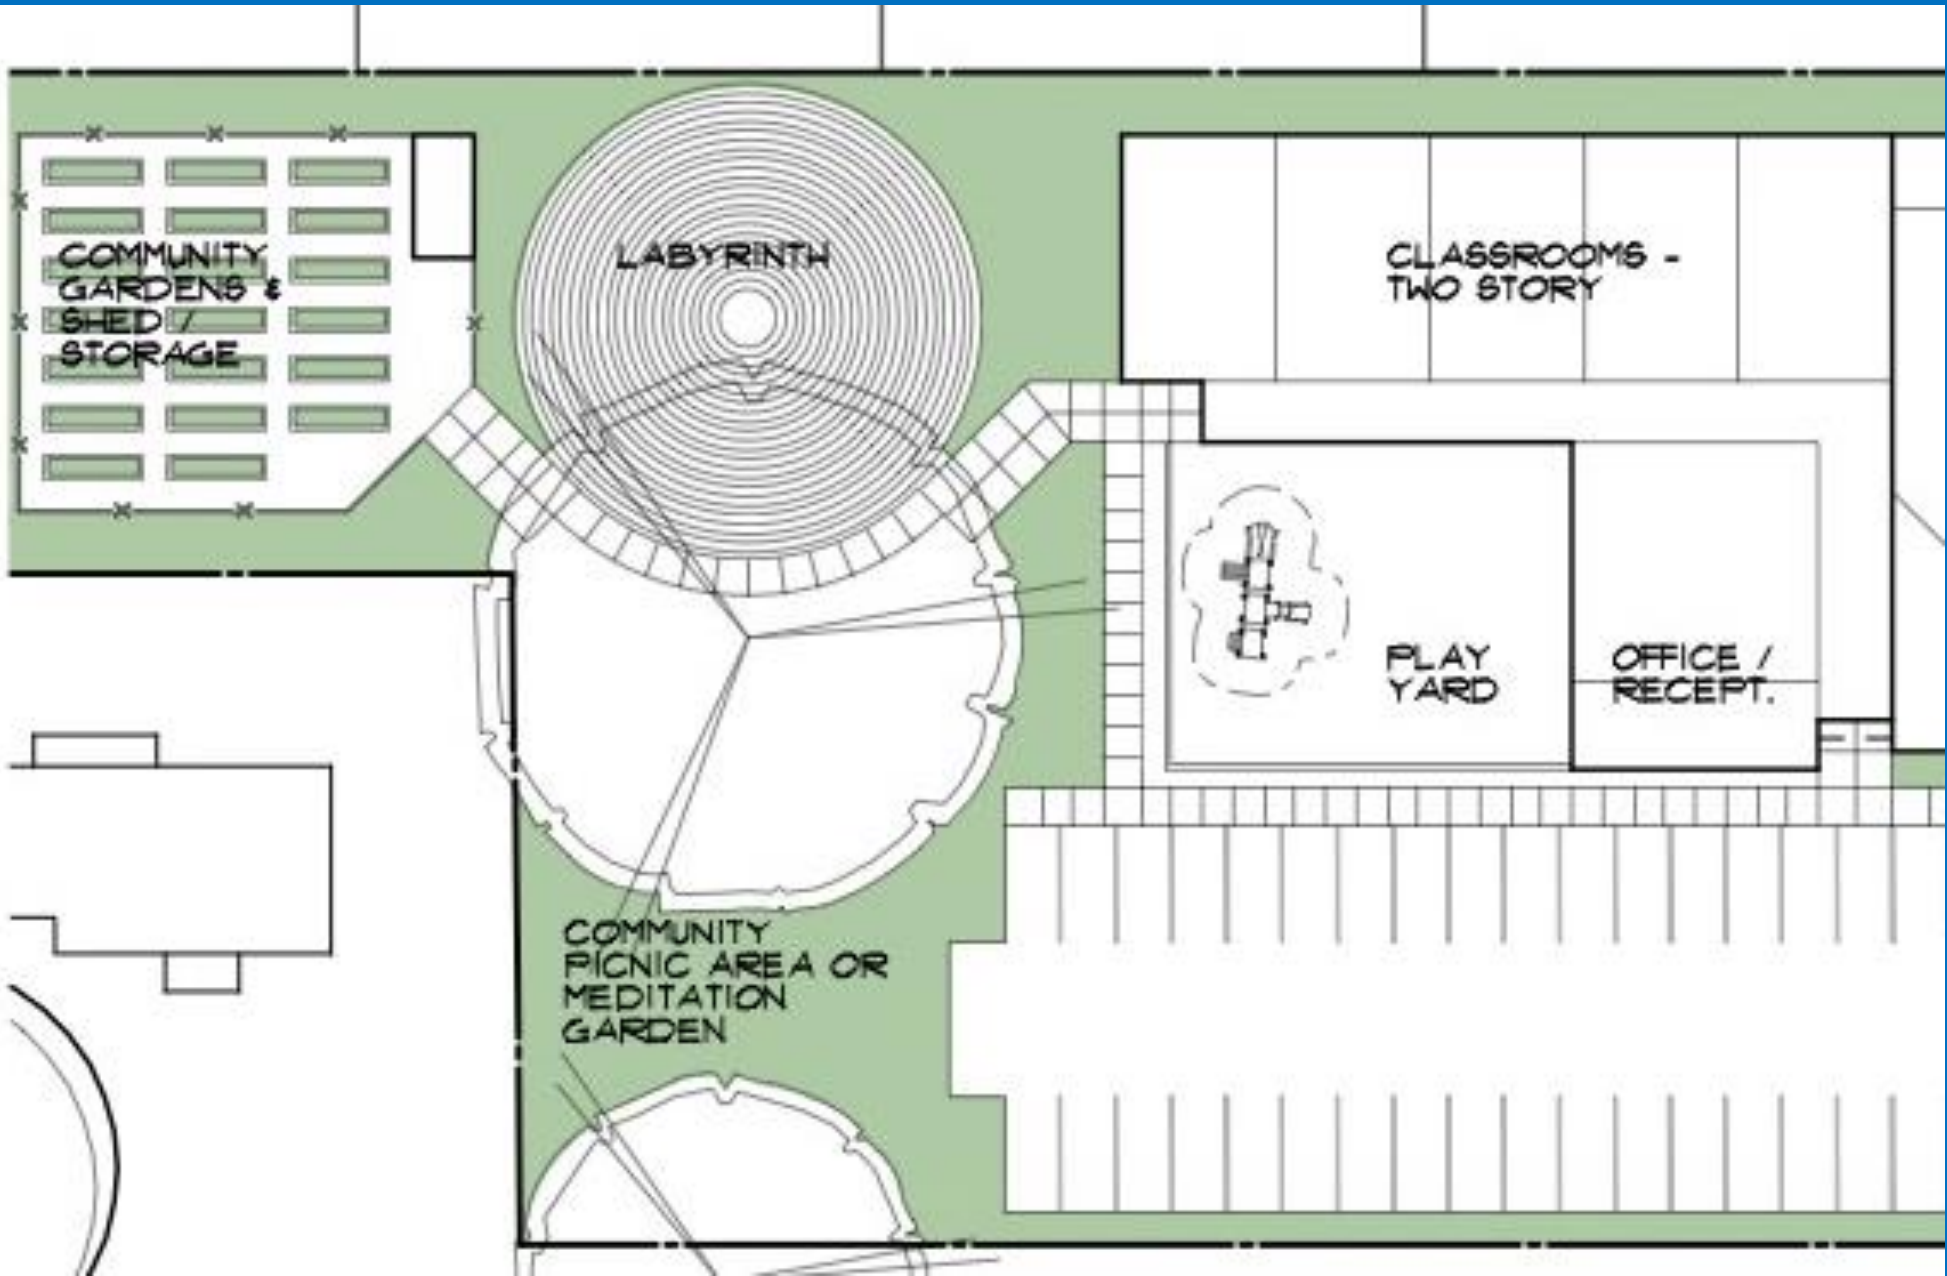 COMMUNITY
GARDENS &
SHED /
STORAGE
LABYRINTH
CLASSROOMS -
TWO STORY
PLAY
YARD
OFFICE /
RECEPT.
COMMUNITY
PICNIC AREA OR
MEDITATION
GARDEN